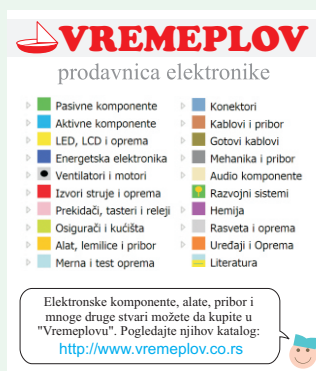 VREMEPLOV
prodavnica elektronike
Pasivne komponente
Aktivne komponente
LED, LCD i oprema
Energetska elektronika
Ventilatori i motori
Izvori struje i oprema
Prekidači, tasteri i releji
Osigurači i kućišta
Alat, lemilice i pribor
Merna i test oprema
Konektori
Kablovi i pribor
Gotovi kablovi
Mehanika i pribor
Audio komponente
Razvojni sistemi
Hemija
Rasveta i oprema
Uređaji i Oprema
Literatura
Elektronske komponente, alate, pribor i
mnoge druge stvari možete da kupite u
"Vremeplovu". Pogledajte njihov katalog:
http://www.vremeplov.co.rs